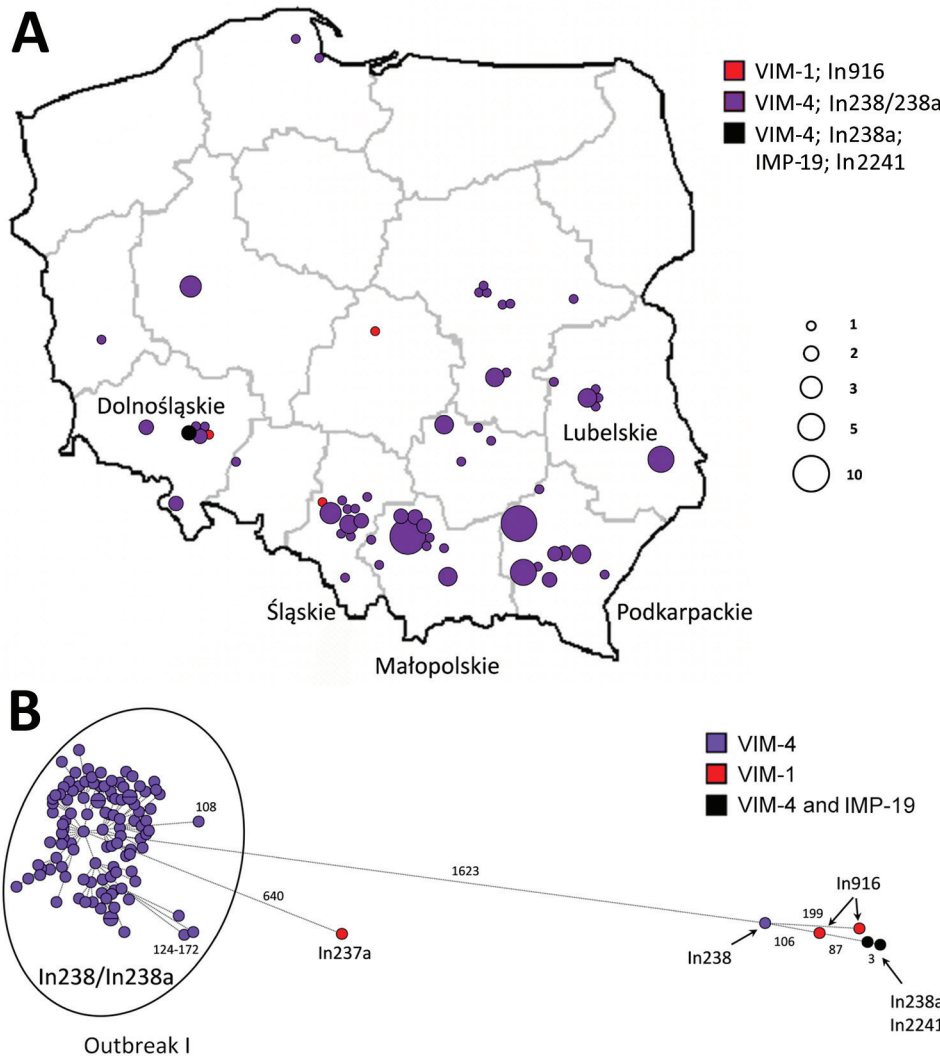 A
VIM-1; In916
VIM-4; In238/238a
VIM-4; In238a;
IMP-19; In2241
1
2
3
5
10
Dolnośląskie
Lubelskie
Śląskie
Podkarpackie
Małopolskie
B
VIM-4
VIM-1
VIM-4 and IMP-19
108
1623
640
In916
199
106
87
3
124-172
In237a
In238
In238/In238a
In238a
In2241
Outbreak I